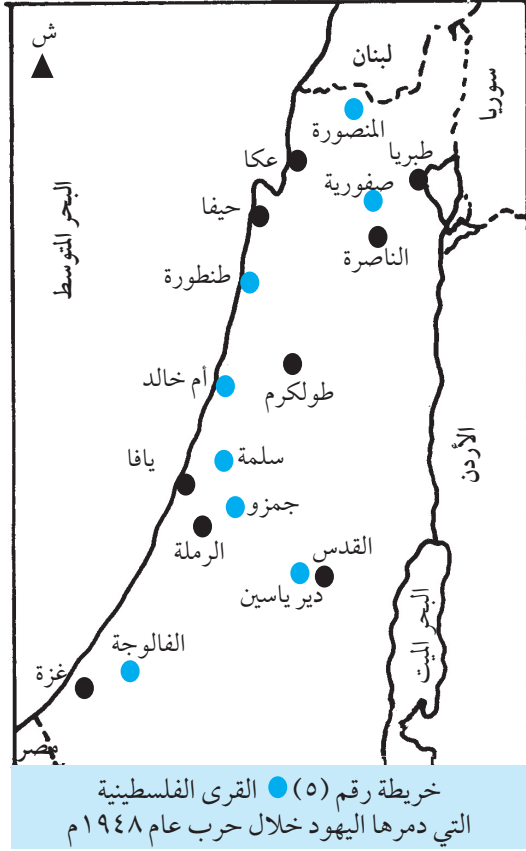 ش
لبنان
سوريا
المنصورة
عكا
طبريا
صفورية
حيفا
البحر المتوسط
الناصرة
طنطورة
أم خالد
طولكرم
الأردن
سلمة
يافا
جمزو
الرملة
القدس
دير ياسين
البحر الميت
الفالوجة
غزة
مصر
خريطة رقم (٥) القرى الفلسطينية
التي دمرها اليهود خلال حرب عام ١٩٤٨م